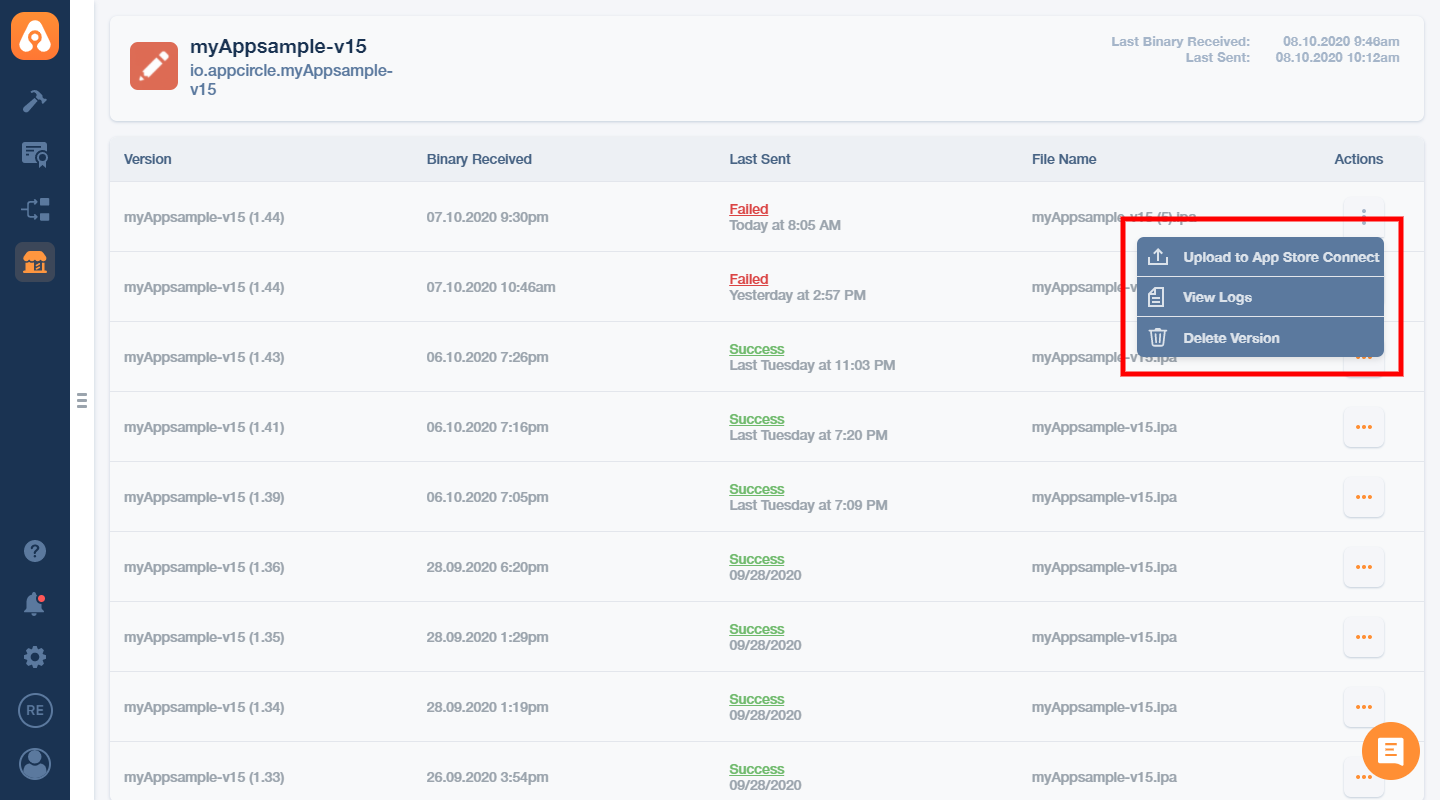 myAppsample-v15
io.appcircle.myAppsample-
v15
Last Binary Received: 08.10.2020 9:46am
Last Sent: 08.10.2020 10:12am
Version Binary Received Last Sent File Name Actions
myAppsample-v15 (1.44) 07.10.2020 9:30pm Failed myAppsample-v15 (5).ipa
Today at 8:05 AM
Upload to App Store Connect
myAppsample-v15 (1.44) 07.10.2020 10:46am Failed
Yesterday at 2:57 PM
View Logs
Delete Version
myAppsample-v15 (1.43) 06.10.2020 7:26pm Success myAppsample-v15.ipa
Last Tuesday at 11:03 PM
myAppsample-v15 (1.41) 06.10.2020 7:16pm Success myAppsample-v15.ipa
Last Tuesday at 7:20 PM
myAppsample-v15 (1.39) 06.10.2020 7:05pm Success myAppsample-v15.ipa
Last Tuesday at 7:09 PM
myAppsample-v15 (1.36) 28.09.2020 6:20pm Success myAppsample-v15.ipa
09/28/2020
myAppsample-v15 (1.35) 28.09.2020 1:29pm Success myAppsample-v15.ipa
09/28/2020
myAppsample-v15 (1.34) 28.09.2020 1:19pm Success myAppsample-v15.ipa
09/28/2020
myAppsample-v15 (1.33) 26.09.2020 3:54pm Success myAppsample-v15.ipa
09/28/2020
RE